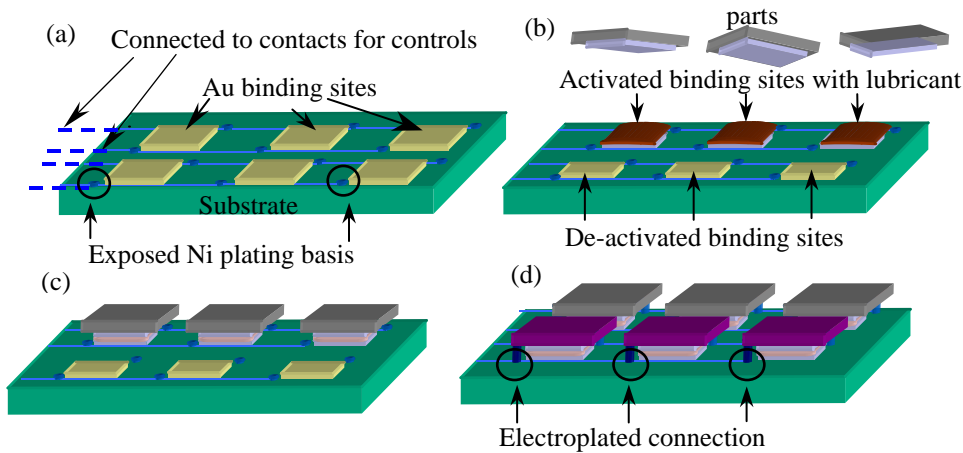 (a)
Connected to contacts for controls
Au binding sites
Substrate
Exposed Ni plating basis
(b)
parts
Activated binding sites with lubricant
De-activated binding sites
(c)
(d)
Electroplated connection